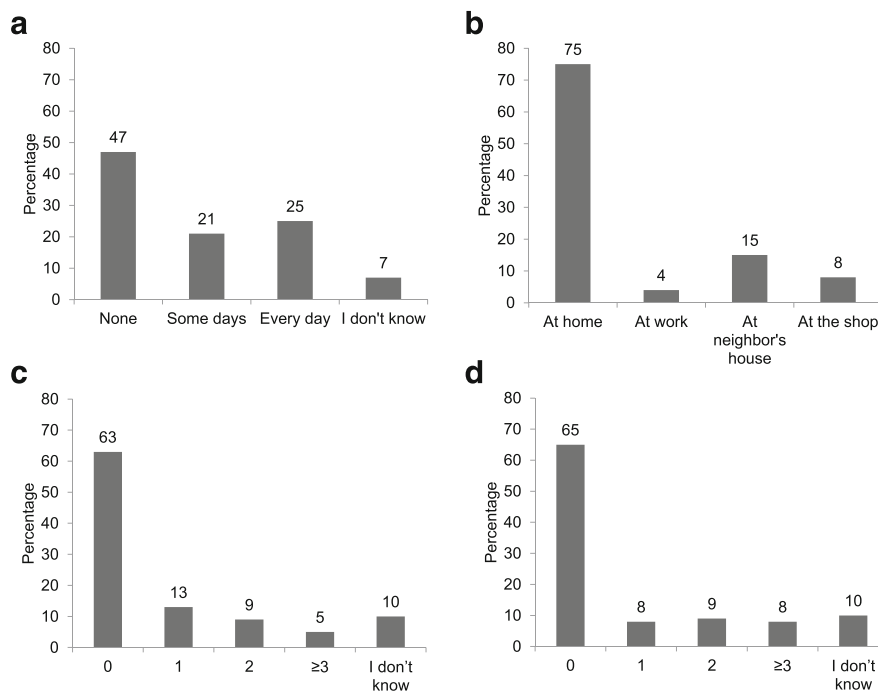 a
80
70
60
50
40
30
20
10
0
Percentage
47
21
25
7
None
Some days
Every day
I don't know
b
80
70
60
50
40
30
20
10
0
Percentage
75
4
15
8
At home
At work
At
neighbor's
house
At the shop
c
80
70
60
50
40
30
20
10
0
Percentage
63
13
9
5
10
0
1
2
≥3
I don't
know
d
80
70
60
50
40
30
20
10
0
Percentage
65
8
9
8
10
0
1
2
≥3
I don't
know